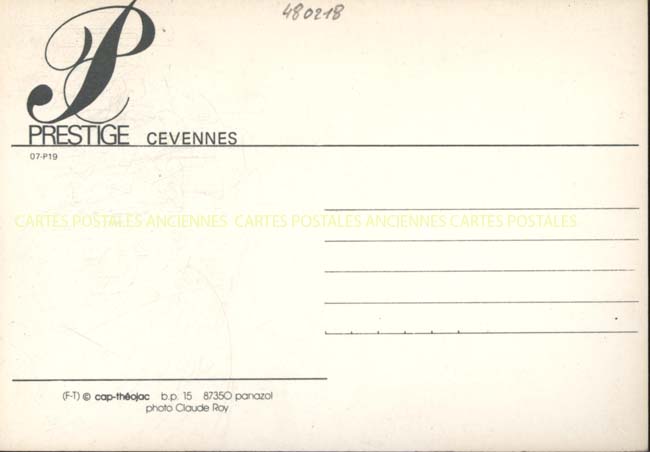 480218
P
PRESTIGE CEVENNES
07-P19
CARTES POSTALES ANCIENNES CARTES POSTALES ANCIENNES CARTES POSTALES
(F-T) © cap-théojac b.p. 15 87350 panazol
photo Claude Roy